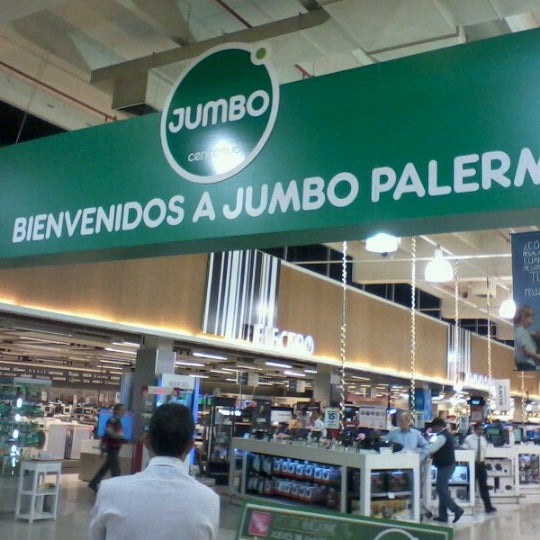 JUMBO
cencosud
BIENVENIDOS A JUMBO PALERM
ELECTRO